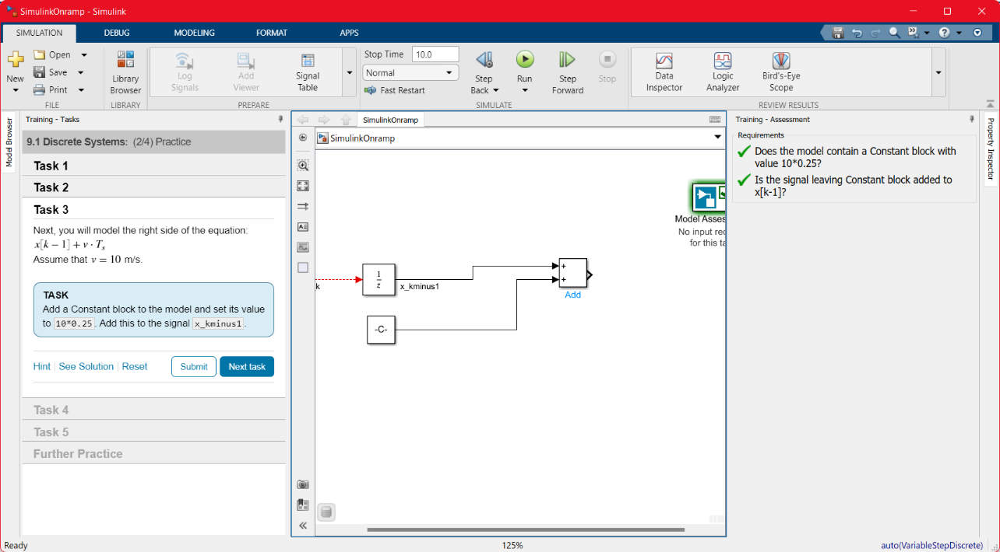 SimulinkOnramp - Simulink
SIMULATION DEBUG MODELING FORMAT APPS
New
Open
Save
Print
FILE
Library
Browser
LIBRARY
Log
Signals
Add
Viewer
Signal
Table
PREPARE
Stop Time 10.0
Normal
Fast Restart
Step
Back
Run
Step
Forward
Stop
SIMULATE
Data
Inspector
Logic
Analyzer
Bird's-Eye
Scope
REVIEW RESULTS
Model Browser
Training - Tasks
9.1 Discrete Systems: (2/4) Practice
Task 1
Task 2
Task 3
Next, you will model the right side of the equation:
x[k − 1] + v · Tₛ
Assume that v = 10 m/s.
TASK
Add a Constant block to the model and set its value
to 10*0.25 . Add this to the signal x_kminus1 .
Hint | See Solution | Reset
Submit
Next task
Task 4
Task 5
Further Practice
SimulinkOnramp
SimulinkOnramp
Model Asses
No input rec
for this ta
k
1
z
x_kminus1
-C-
+
+
Add
Training - Assessment
Requirements
Does the model contain a Constant block with
value 10*0.25?
Is the signal leaving Constant block added to
x[k-1]?
Property Inspector
Ready
125%
auto(VariableStepDiscrete)